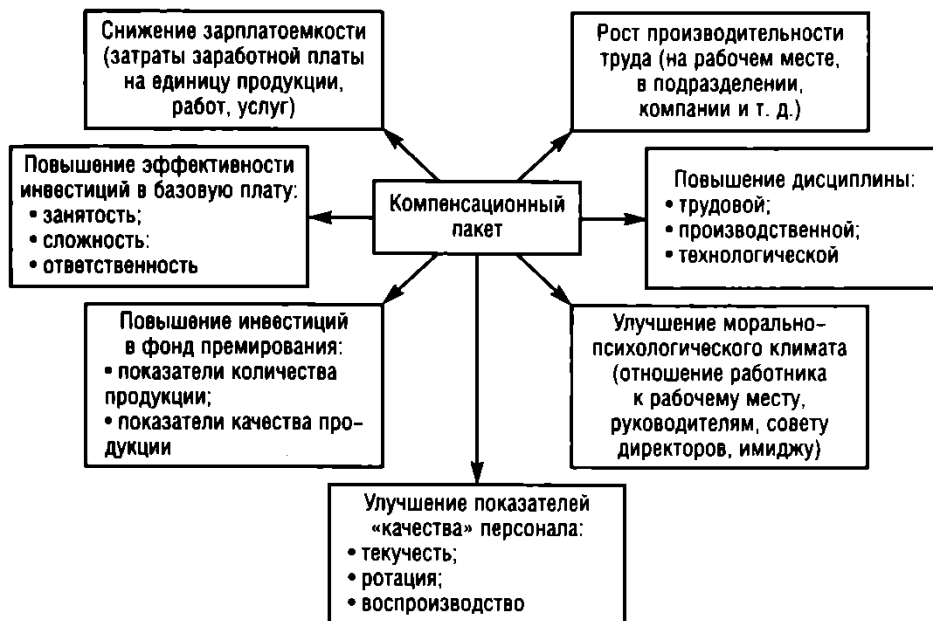 Снижение зарплатоемкости
(затраты заработной платы
на единицу продукции,
работ, услуг)
Рост производительности
труда (на рабочем месте,
в подразделении,
компании и т. д.)
Повышение эффективности
инвестиций в базовую плату:
• занятость;
• сложность:
• ответственность
Компенсационный
пакет
Повышение дисциплины:
• трудовой;
• производственной;
• технологической
Повышение инвестиций
в фонд премирования:
• показатели количества
продукции;
• показатели качества про-
дукции
Улучшение морально-
психологического климата
(отношение работника
к рабочему месту,
руководителям, совету
директоров, имиджу)
Улучшение показателей
«качества» персонала:
• текучесть;
• ротация;
• воспроизводство